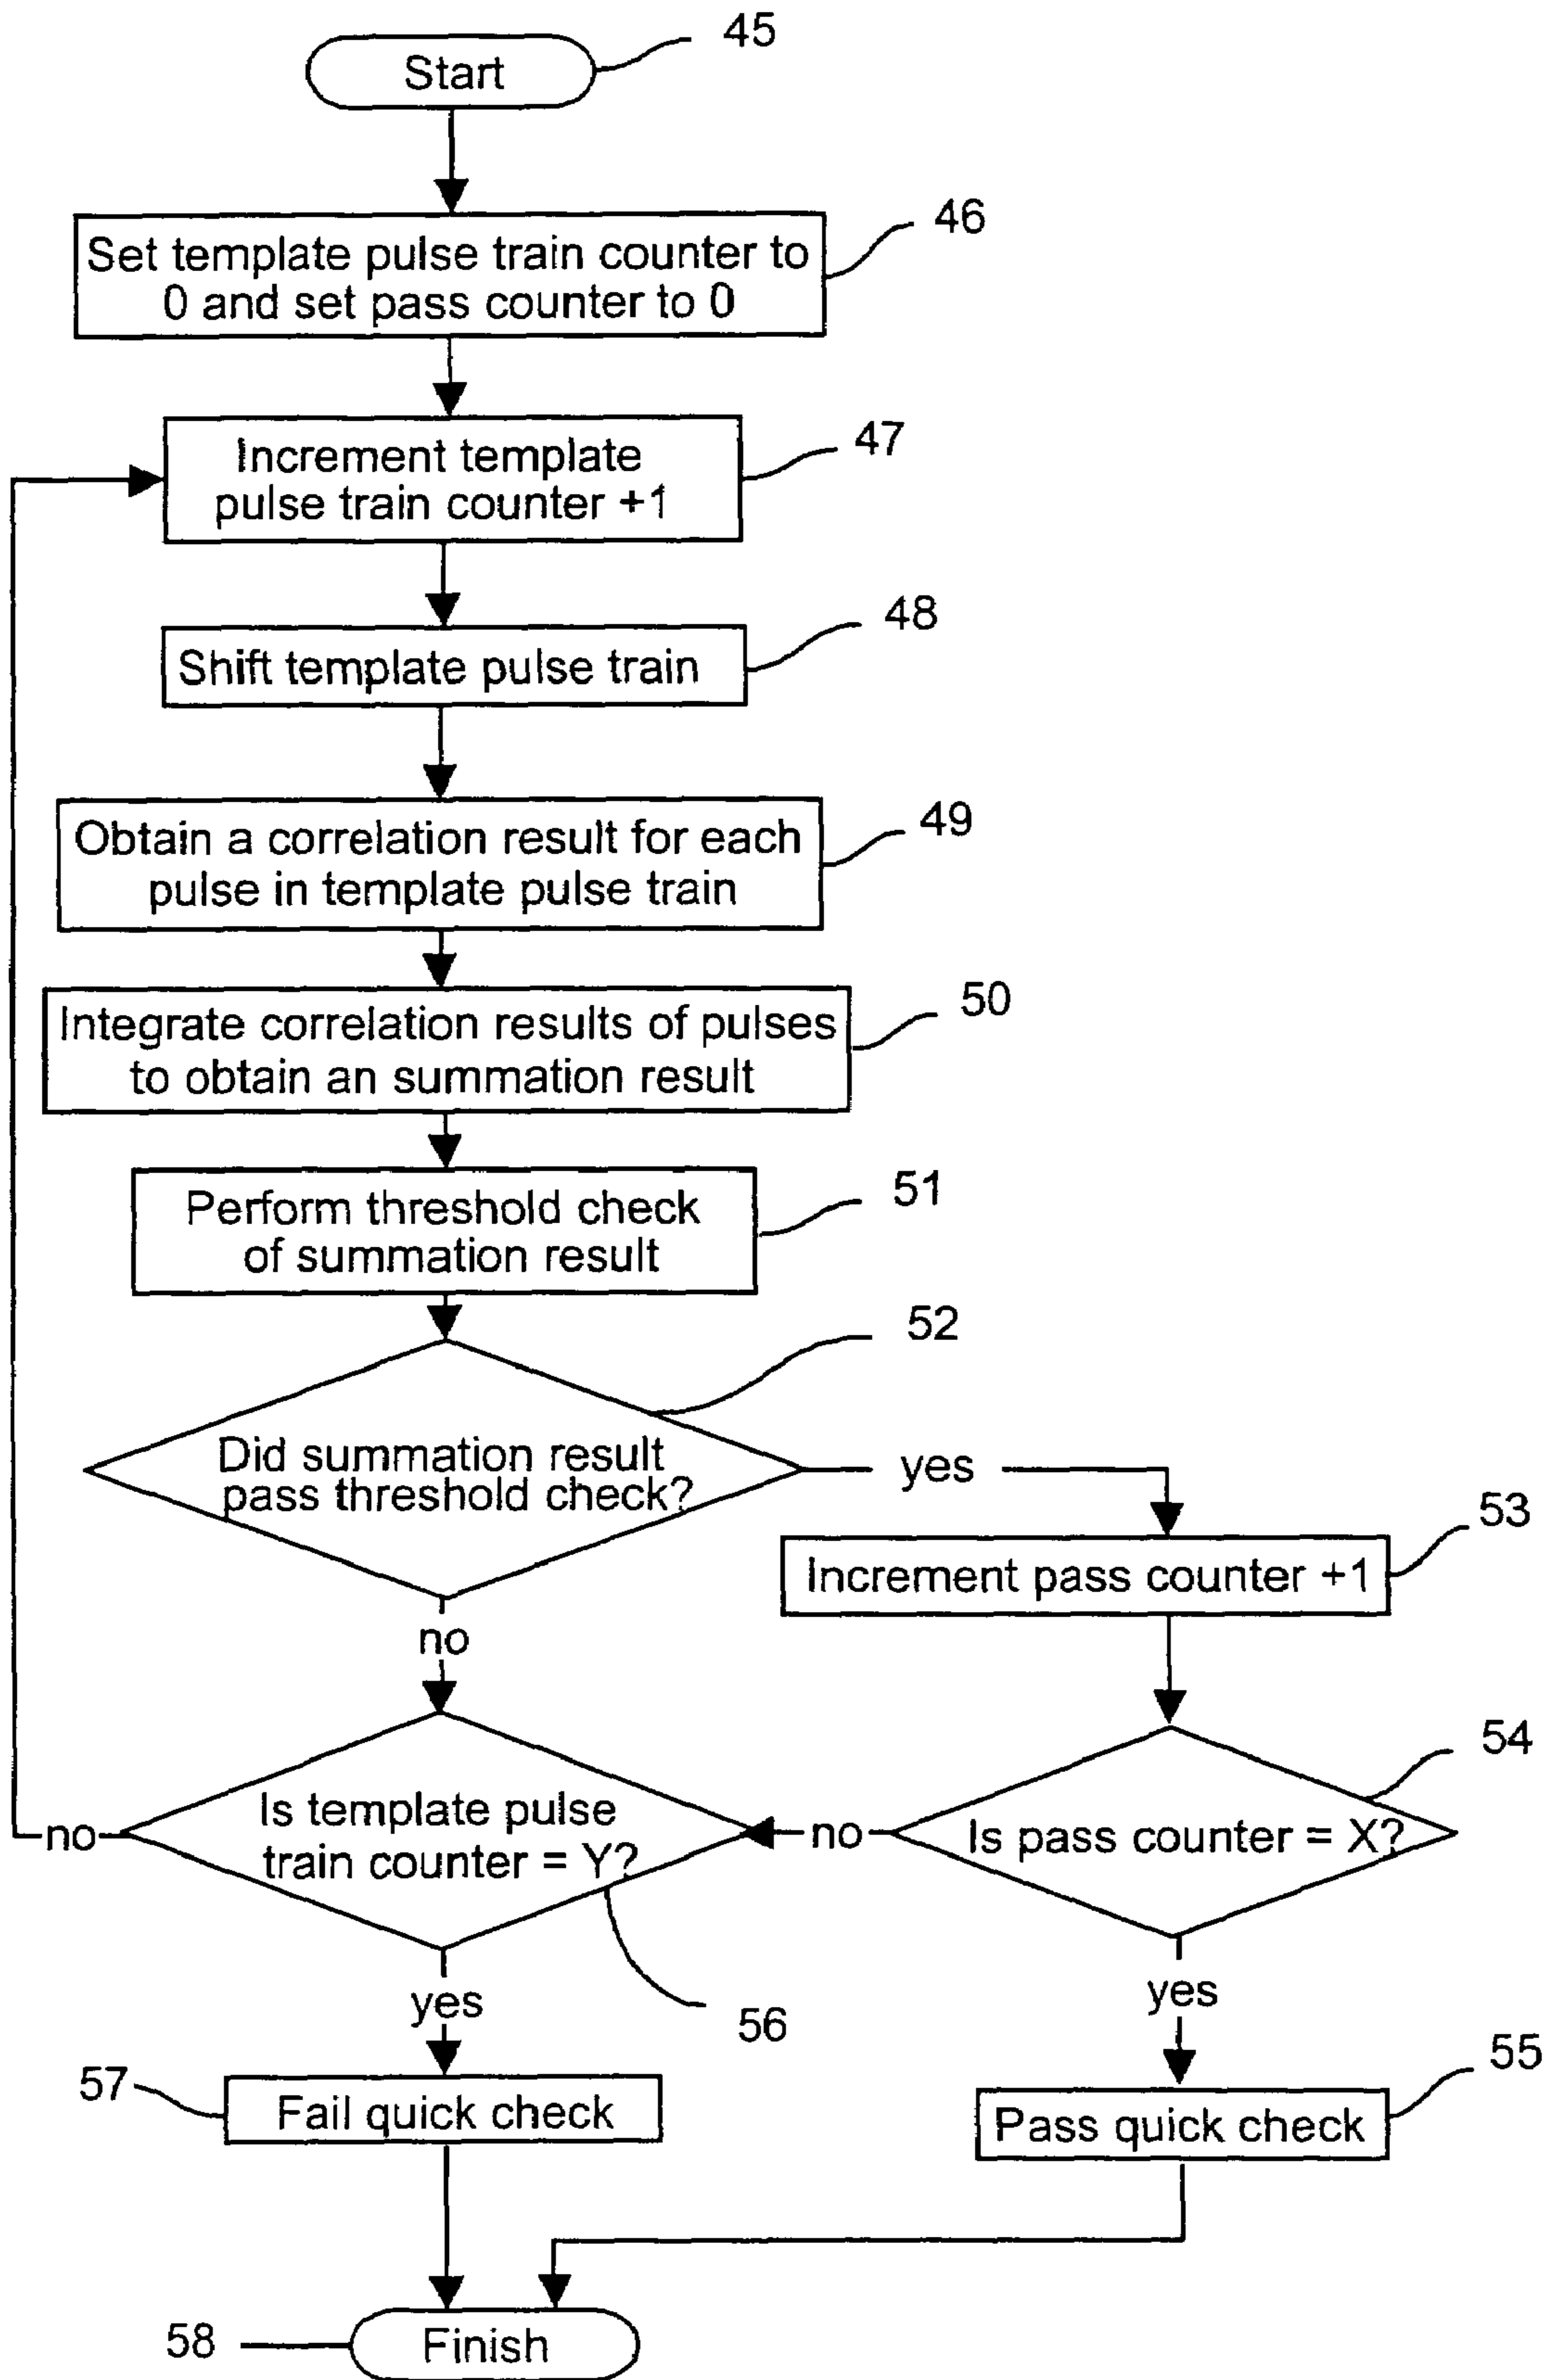 45
Start
46
Set template pulse train counter to
0 and set pass counter to 0
47
Increment template
pulse train counter +1
48
Shift template pulse train
49
Obtain a correlation result for each
pulse in template pulse train
50
Integrate correlation results of pulses
to obtain an summation result
51
Perform threshold check
of summation result
52
Did summation result
pass threshold check?
yes
53
Increment pass counter +1
no
54
Is template pulse
train counter = Y?
no
no
Is pass counter = X?
yes
56
yes
57
Fail quick check
55
Pass quick check
58
Finish